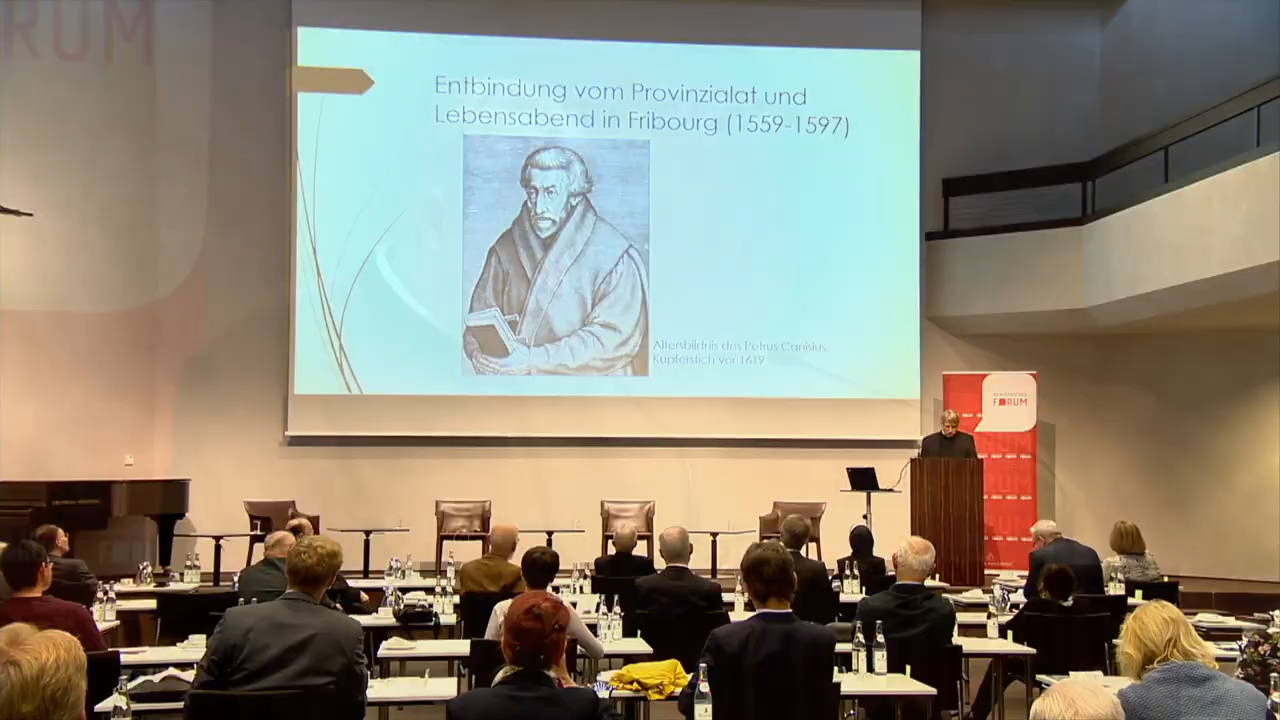 RUM
Entbindung vom Provinzialat und
Lebensabend in Fribourg (1559-1597)
Altersbildnis des Petrus Canisius,
Kupferstich vor 1619
FORUM